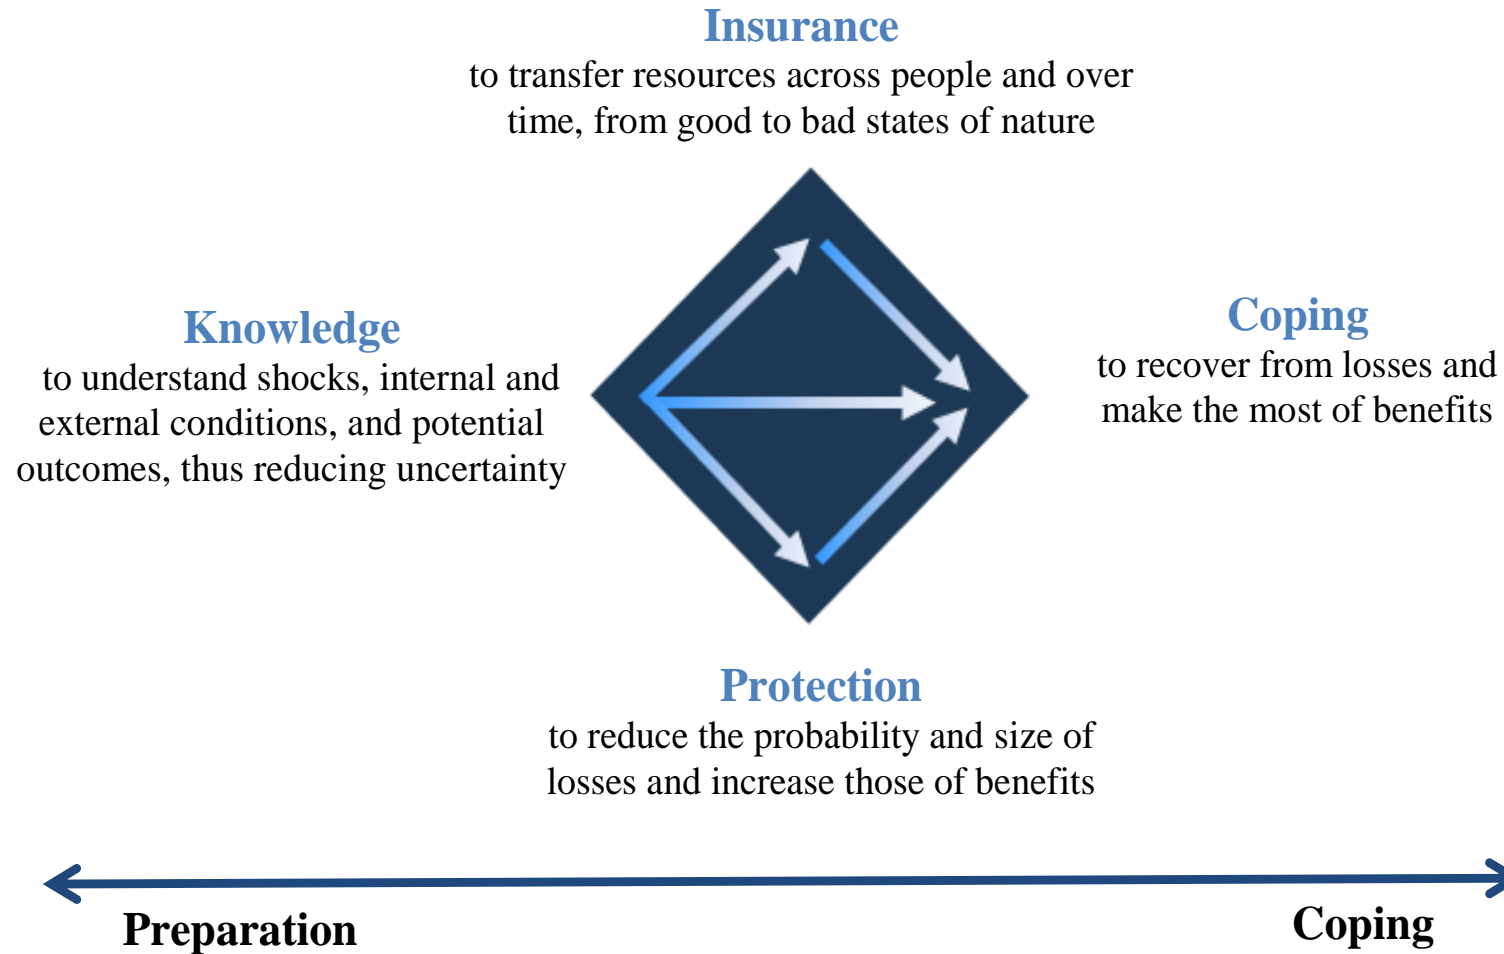 Insurance
to transfer resources across people and over
time, from good to bad states of nature
Knowledge
to understand shocks, internal and
external conditions, and potential
outcomes, thus reducing uncertainty
Coping
to recover from losses and
make the most of benefits
Protection
to reduce the probability and size of
losses and increase those of benefits
Preparation
Coping